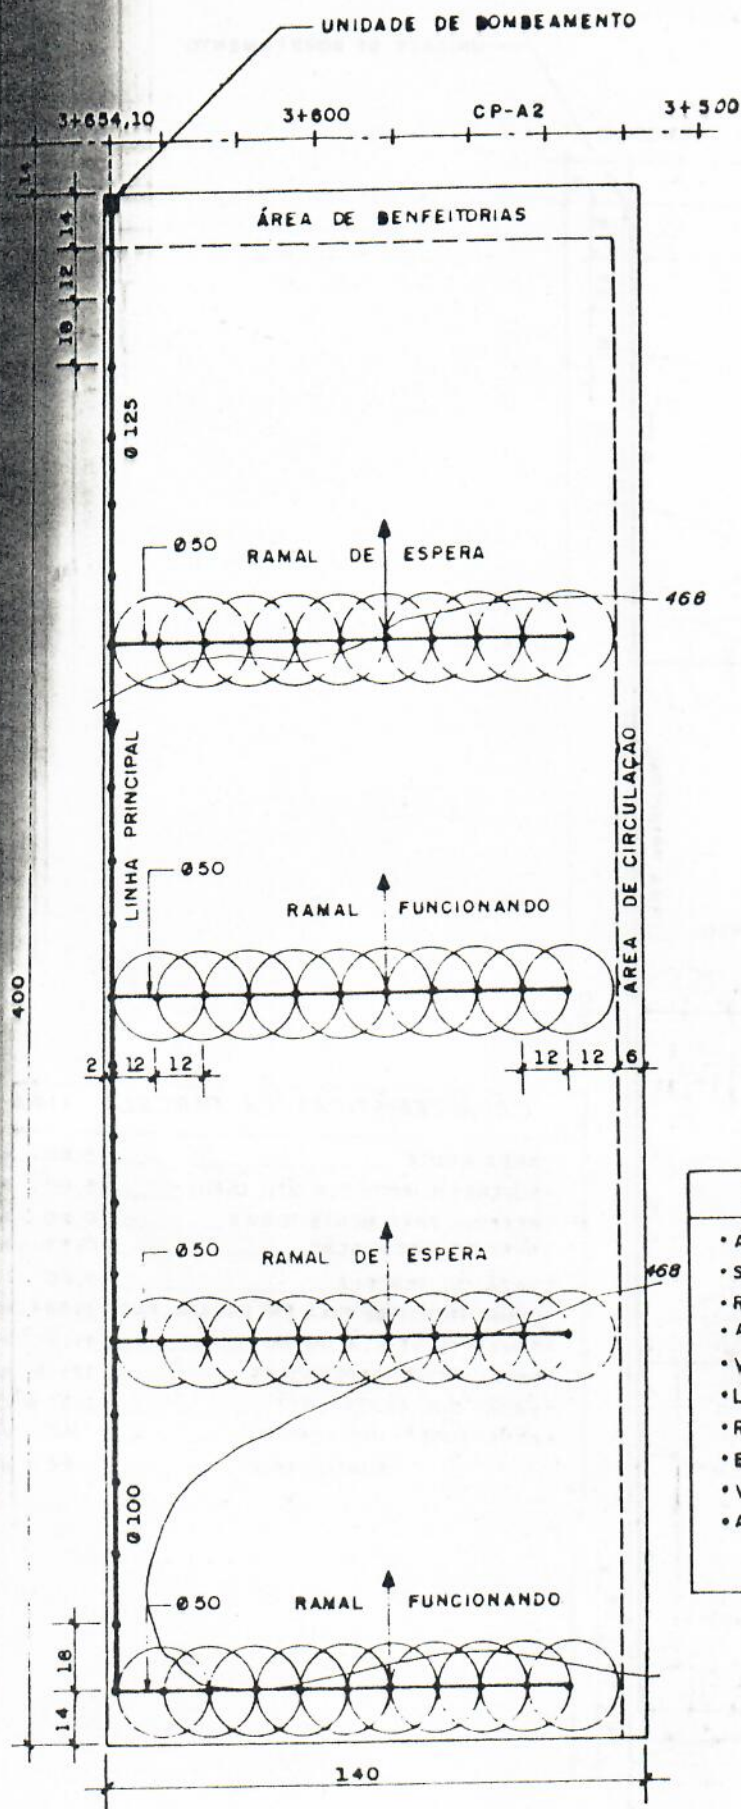 UNIDADE DE BOMBEAMENTO
3+654,10 3+600 CP-A2 3+500
14
14
ÁREA DE BENFEITORIAS
12
18
Ø 125
Ø50 RAMAL DE ESPERA
468
LINHA PRINCIPAL
ÁREA DE CIRCULAÇÃO
Ø50
RAMAL FUNCIONANDO
400
2 12 12 12 12 6
Ø50 RAMAL DE ESPERA
468
Ø100
Ø50 RAMAL FUNCIONANDO
18
14
140
• A
• S
• R
• A
• V
• L
• R
• E
• V
• A